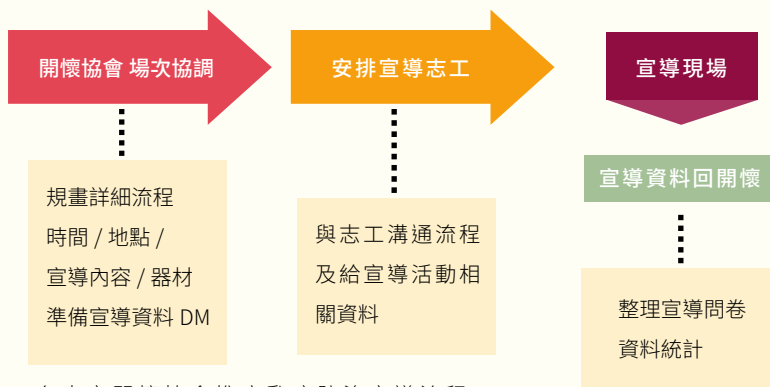 開懷協會 場次協調
規畫詳細流程
時間 / 地點 /
宣導內容 / 器材
準備宣導資料 DM
安排宣導志工
與志工溝通流程
及給宣導活動相
關資料
宣導現場
宣導資料回開懷
整理宣導問卷
資料統計